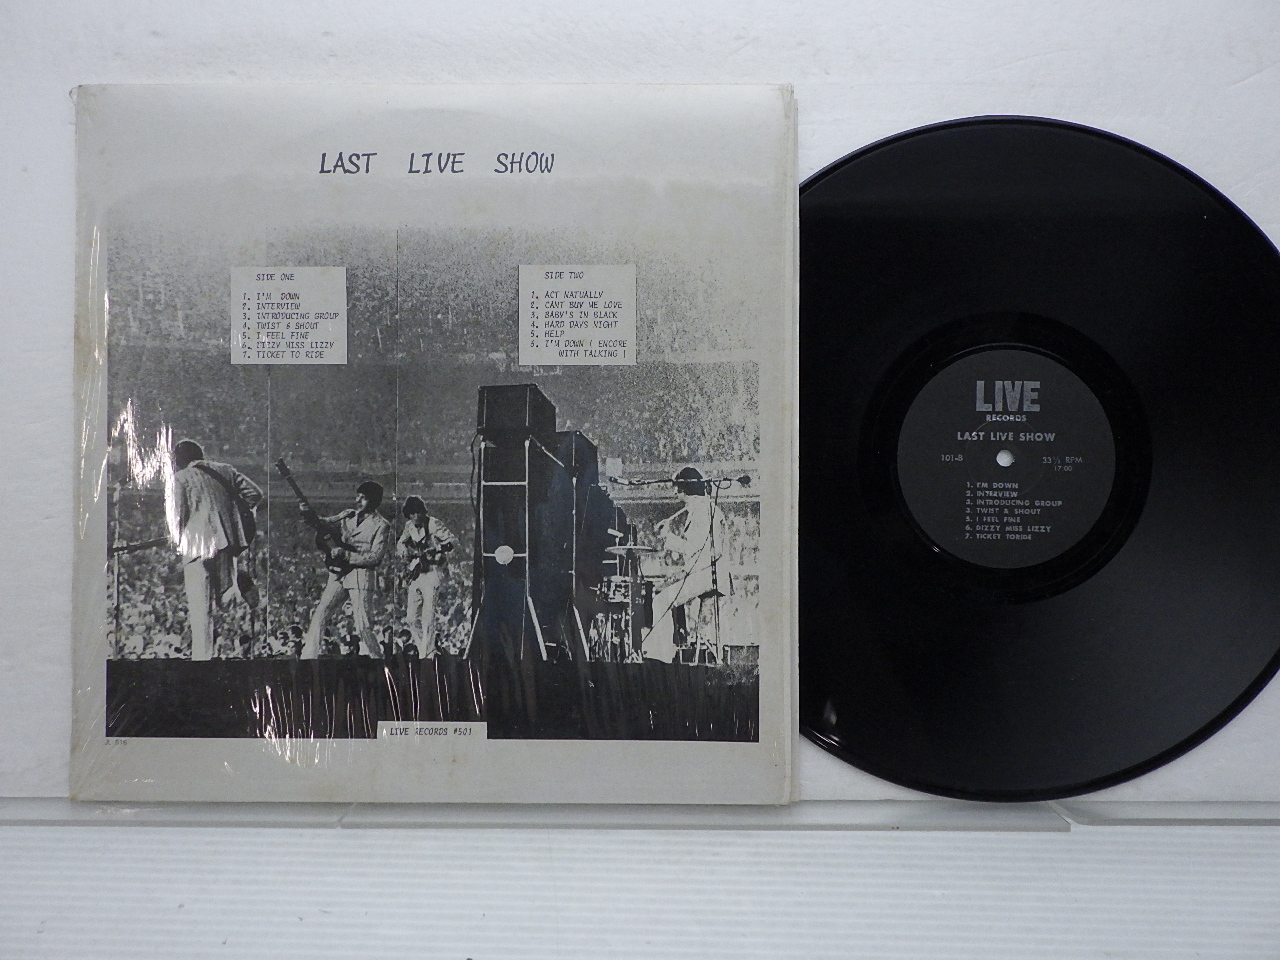 LAST LIVE SHOW
SIDE ONE
1. I'M DOWN
2. INTERVIEW
3. INTRODUCING GROUP
4. TWIST & SHOUT
5. I FEEL FINE
6. DIZZY MISS LIZZY
7. TICKET TO RIDE
SIDE TWO
1. ACT NATUALLY
2. CANT BUY ME LOVE
3. BABY'S IN BLACK
4. HARD DAYS NIGHT
5. HELP
6. I'M DOWN ( ENCORE
WITH TALKING )
LIVE RECORDS #501
LIVE
RECORDS
LAST LIVE SHOW
101-B
33⅓ RPM
17:00
1. I'M DOWN
2. INTERVIEW
3. INTRODUCING GROUP
3. TWIST & SHOUT
5. I FEEL FINE
6. DIZZY MISS LIZZY
7. TICKET TORIDE